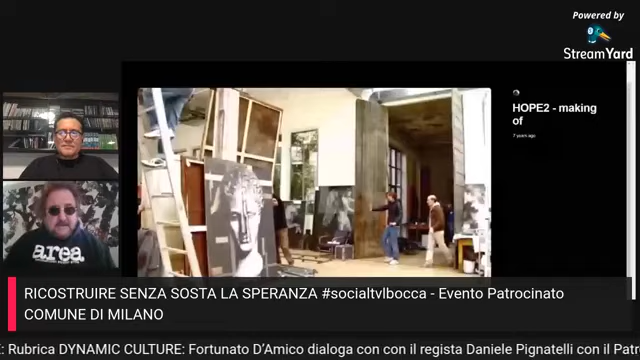 Powered by
StreamYard
HOPE2 - making
of
7 years ago
area
RICOSTRUIRE SENZA SOSTA LA SPERANZA #socialtvlbocca - Evento Patrocinato
COMUNE DI MILANO
: Rubrica DYNAMIC CULTURE: Fortunato D'Amico dialoga con con il regista Daniele Pignatelli con il Patr